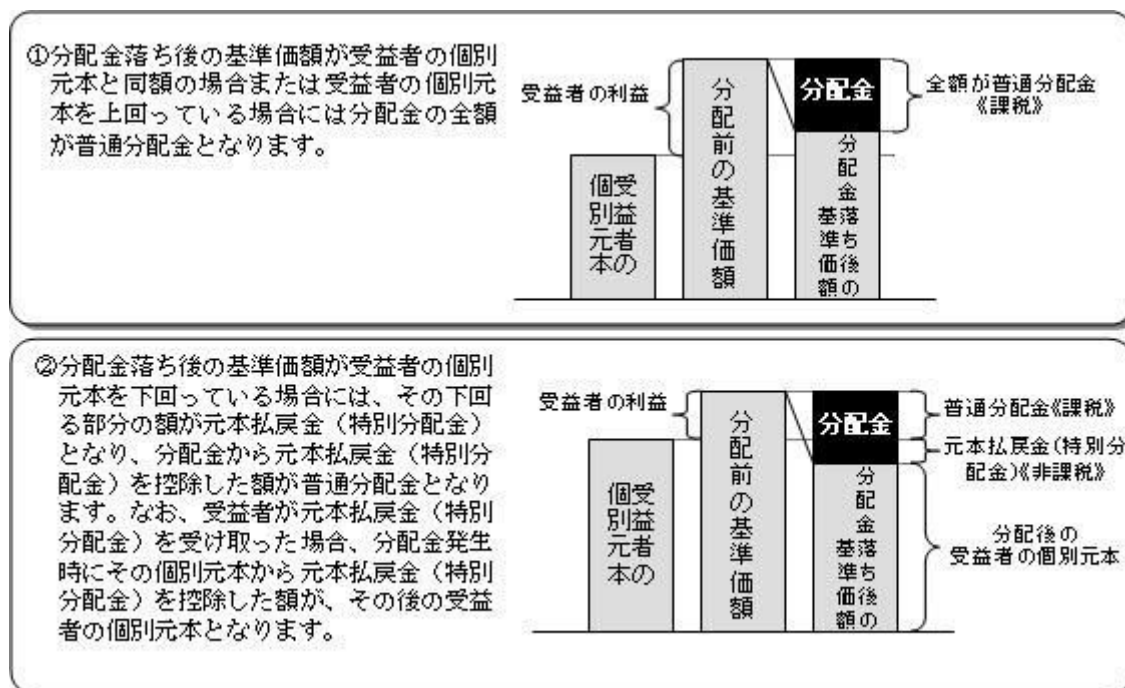 ①分配金落ち後の基準価額が受益者の個別
元本と同額の場合または受益者の個別元
本を上回っている場合には分配金の全額
が普通分配金となります。
受益者の利益
受益者の
個別元本
分配前の基準価額
分配金
分配金落ち後の
基準価額
全額が普通分配金
《課税》
②分配金落ち後の基準価額が受益者の個別
元本を下回っている場合には、その下回
る部分の額が元本払戻金（特別分配金）
となり、分配金から元本払戻金（特別分
配金）を控除した額が普通分配金となり
ます。なお、受益者が元本払戻金（特別
分配金）を受け取った場合、分配金発生
時にその個別元本から元本払戻金（特別
分配金）を控除した額が、その後の受益
者の個別元本となります。
受益者の利益
受益者の
個別元本
分配前の基準価額
分配金
分配金落ち後の
基準価額
普通分配金《課税》
元本払戻金(特別分
配金)《非課税》
分配後の
受益者の個別元本